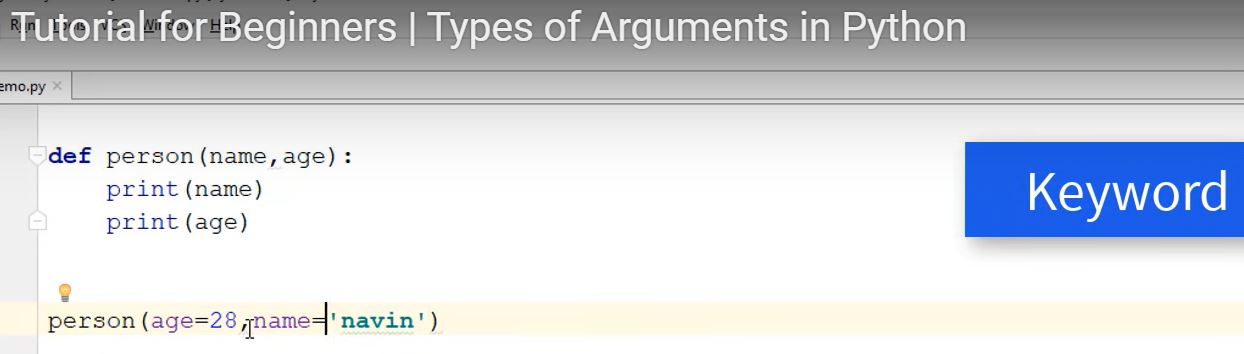 Tutorial for Beginners | Types of Arguments in Python
emo.py
def person(name,age):
    print(name)
    print(age)
Keyword
person(age=28,name='navin')